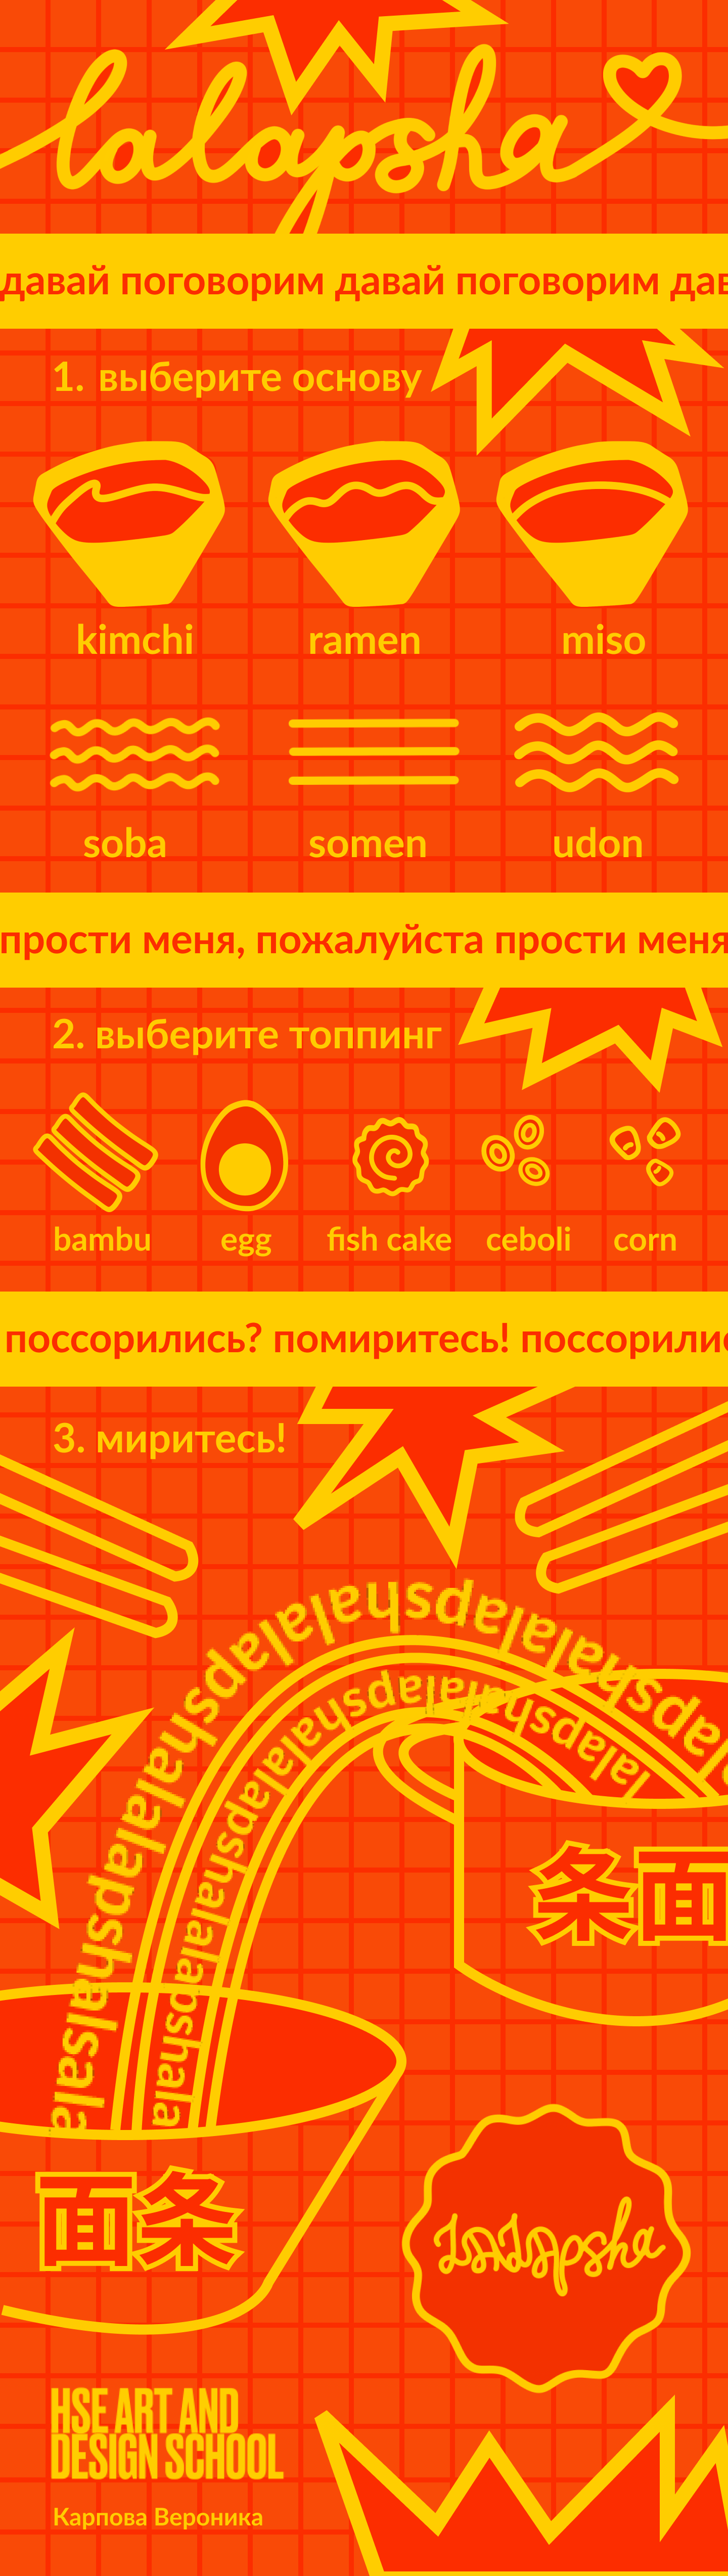 lalapsha
давай поговорим давай поговорим дав
1. выберите основу
kimchi ramen miso
soba somen udon
прости меня, пожалуйста прости меня
2. выберите топпинг
bambu egg fish cake ceboli corn
поссорились? помиритесь! поссорилис
3. миритесь!
lalapshalalapshalalapshalalapshalsala
lalapshalalapshalalapshalalapshala
条面
面条
lalapsha
HSE ART AND
DESIGN SCHOOL
Карпова Вероника